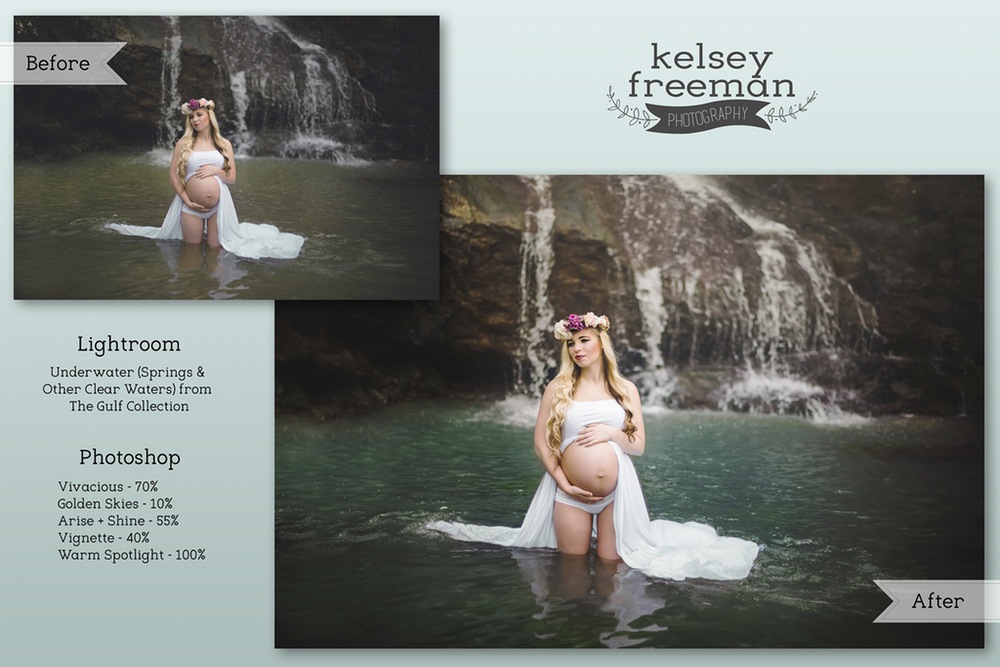 Before
kelsey
freeman
PHOTOGRAPHY
Lightroom
Underwater (Springs &
Other Clear Waters) from
The Gulf Collection
Photoshop
Vivacious - 70%
Golden Skies - 10%
Arise + Shine - 55%
Vignette - 40%
Warm Spotlight - 100%
After